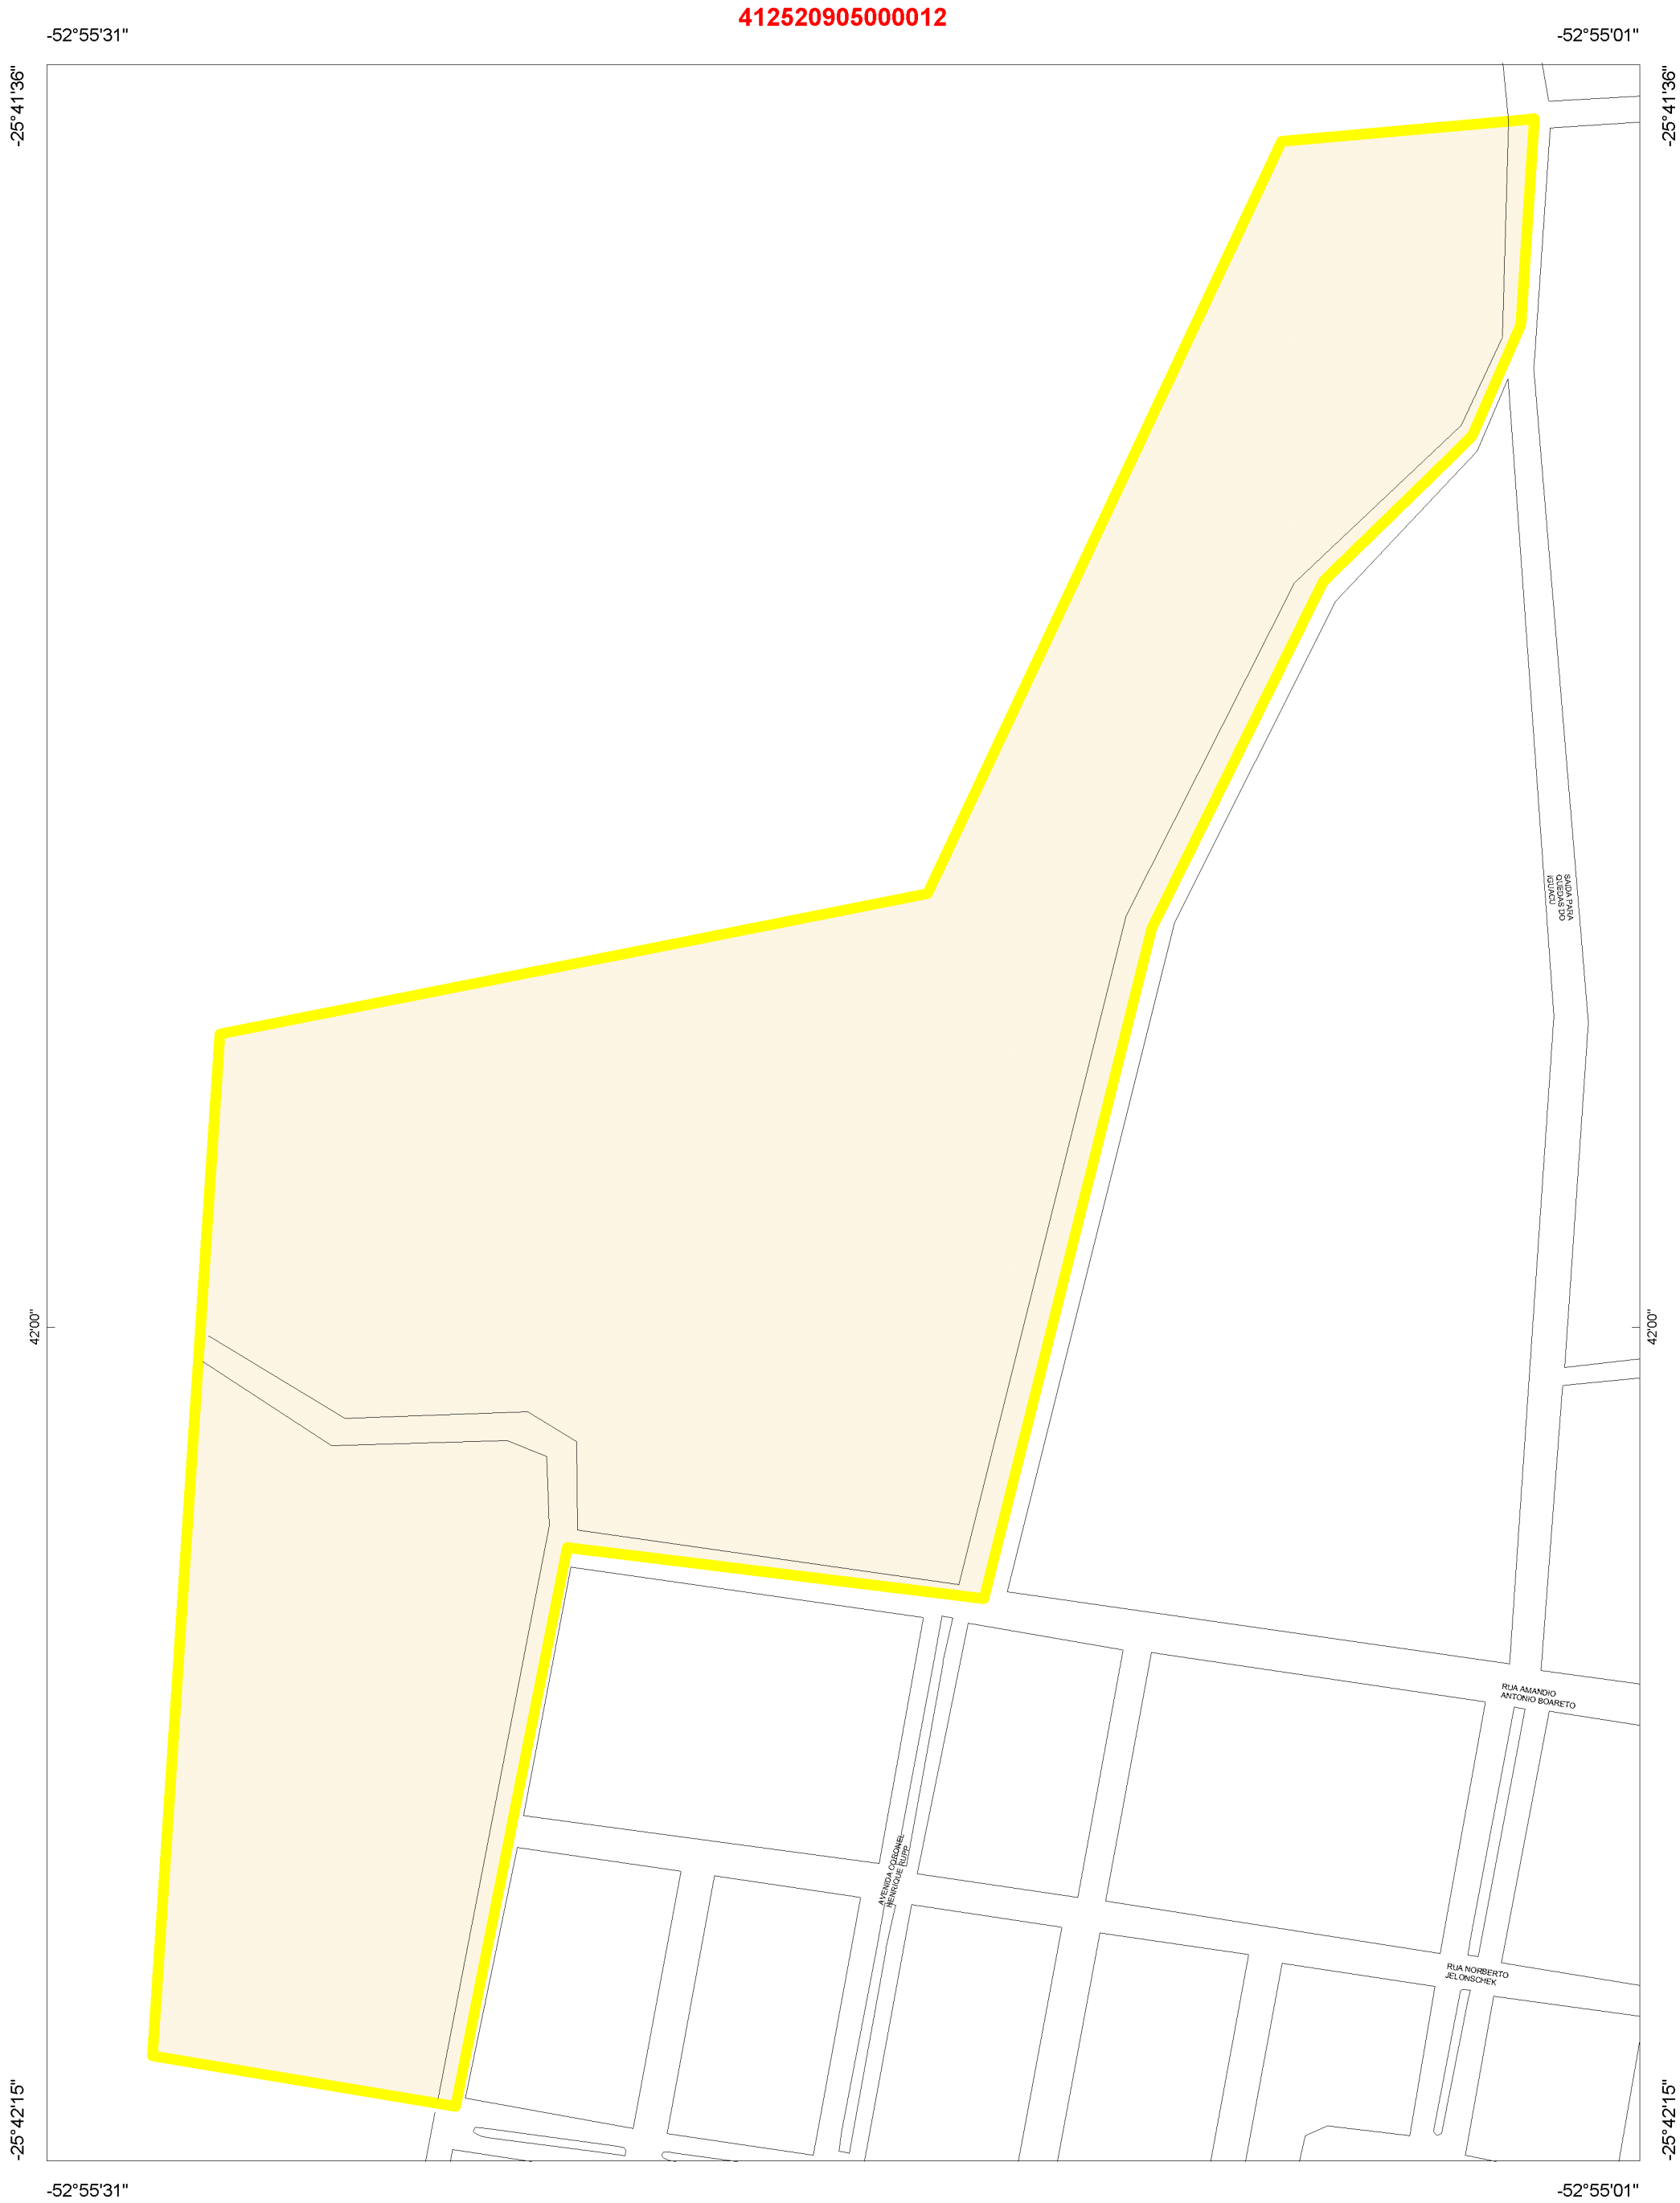 412520905000012
-52°55'31" -52°55'01"
-25°41'36" -25°41'36"
SAIDA PARA
QUEDAS DO
IGUACU
42'00" 42'00"
RUA AMANDIO
ANTONIO BOARETO
AVENIDA CORONEL
HENRIQUE RUPP
RUA NORBERTO
JELONSCHEK
-25°42'15" -25°42'15"
-52°55'31" -52°55'01"